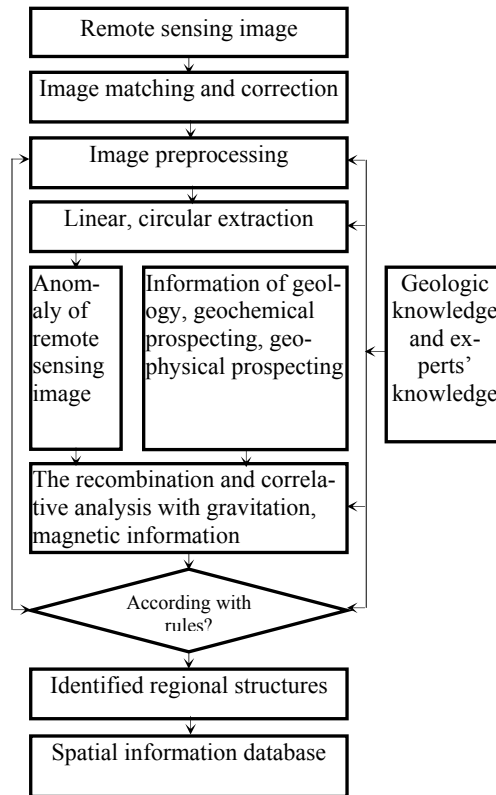 Remote sensing image
Image matching and correction
Image preprocessing
Linear, circular extraction
Anom-
aly of
remote
sensing
image
Information of geol-
ogy, geochemical
prospecting, geo-
physical prospecting
Geologic
knowledge
and ex-
perts'
knowledge
The recombination and correla-
tive analysis with gravitation,
magnetic information
According with
rules?
Identified regional structures
Spatial information database